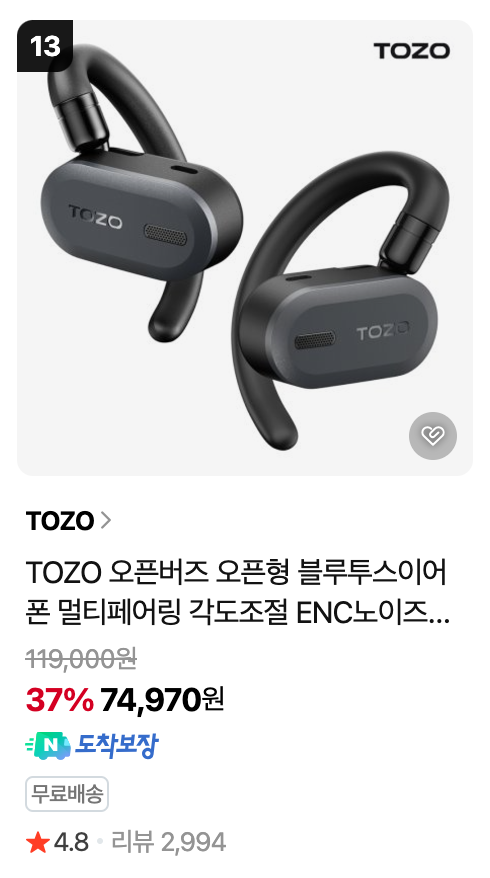 13
TOZO
TOZO
TOZO
TOZO
TOZO 오픈버즈 오픈형 블루투스이어
폰 멀티페어링 각도조절 ENC노이즈...
119,000원
37% 74,970원
N 도착보장
무료배송
4.8 • 리뷰 2,994